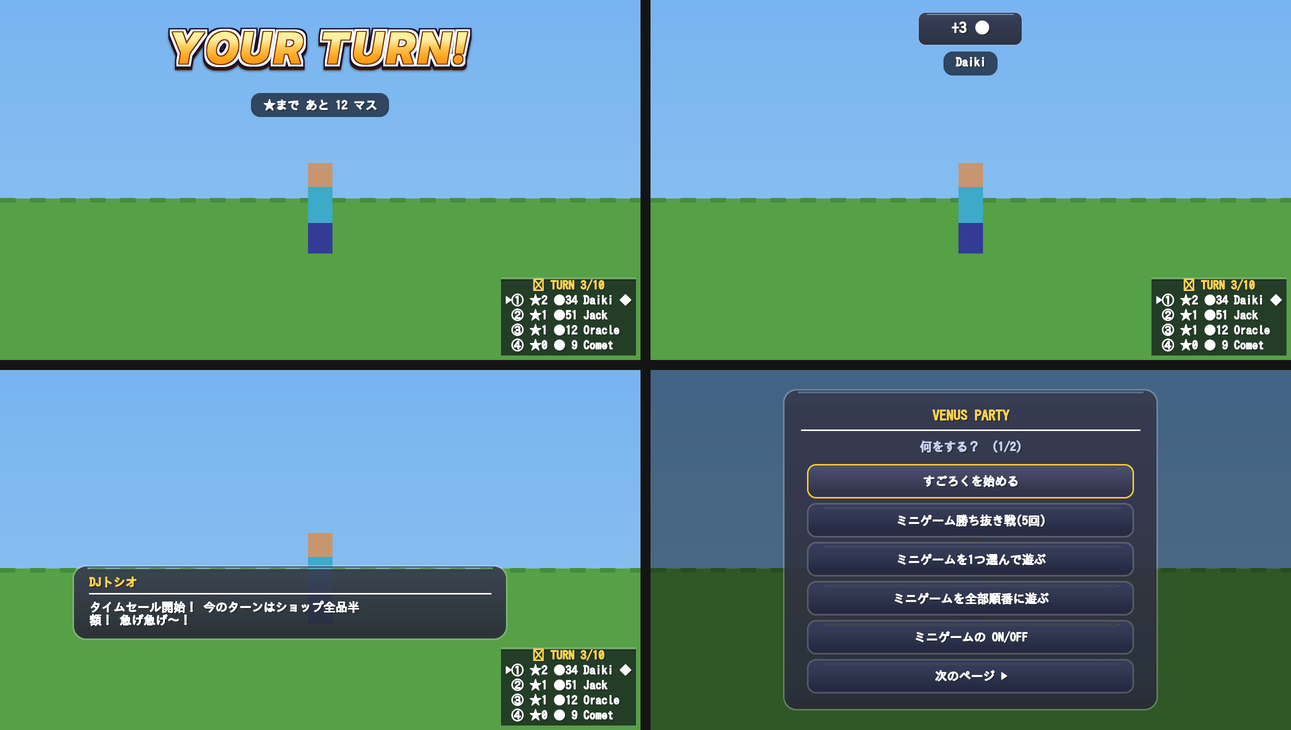 YOUR TURN!
★まで あと 12 マス
TURN 3/10
▶① ★2 ●34 Daiki ◆
② ★1 ●51 Jack
③ ★1 ●12 Oracle
④ ★0 ● 9 Comet
+3 ●
Daiki
TURN 3/10
▶① ★2 ●34 Daiki ◆
② ★1 ●51 Jack
③ ★1 ●12 Oracle
④ ★0 ● 9 Comet
DJトシオ
タイムセール開始! 今のターンはショップ全品半
額! 急げ急げ〜!
TURN 3/10
▶① ★2 ●34 Daiki ◆
② ★1 ●51 Jack
③ ★1 ●12 Oracle
④ ★0 ● 9 Comet
VENUS PARTY
何をする? (1/2)
すごろくを始める
ミニゲーム勝ち抜き戦(5回)
ミニゲームを1つ選んで遊ぶ
ミニゲームを全部順番に遊ぶ
ミニゲームの ON/OFF
次のページ ▶